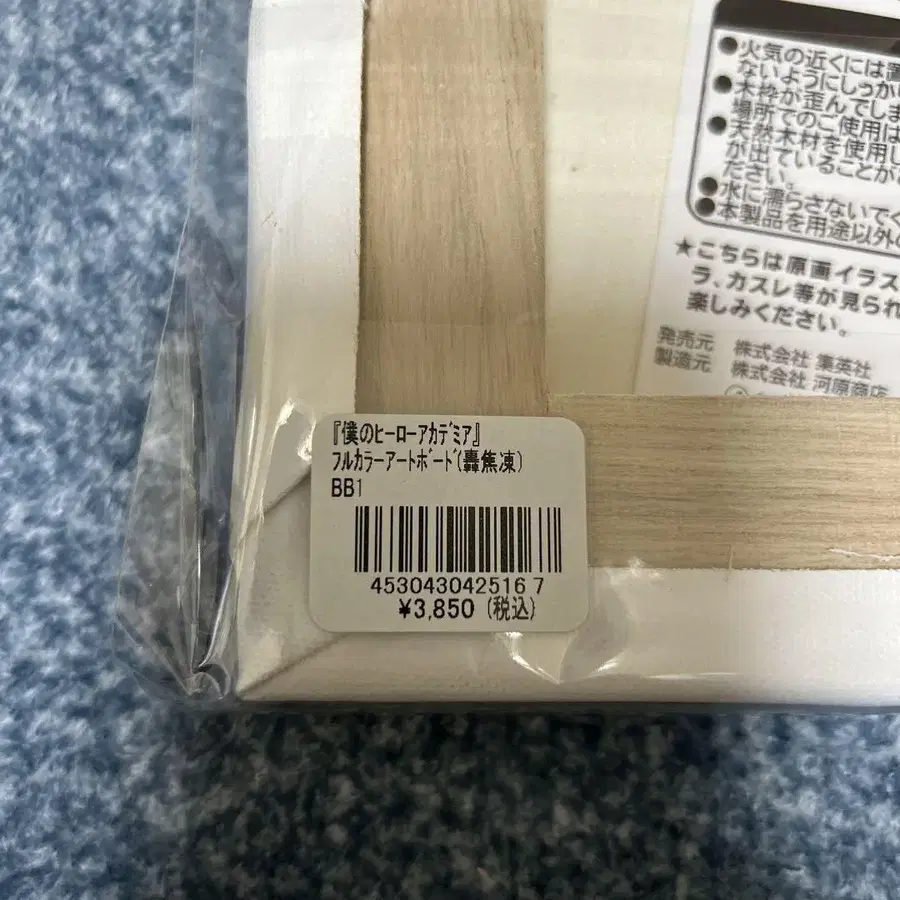 ●火気の近くには置
ないようにしっかい
●木枠が歪んでしま
場所でのご使用は
●天然木材を使用し
が出ていることがご
ださい。
●水に濡らさないでく
●本製品を用途以外の
★こちらは原画イラス
ラ、カスレ等が見られ
楽しみください。
発売元 株式会社 集英社
製造元 株式会社 河原商店
『僕のﾋｰﾛｰｱｶﾃﾞﾐｱ』
ﾌﾙｶﾗｰｱｰﾄﾎﾞｰﾄﾞ(轟焦凍)
BB1
453043042516 7
¥3,850 (税込)